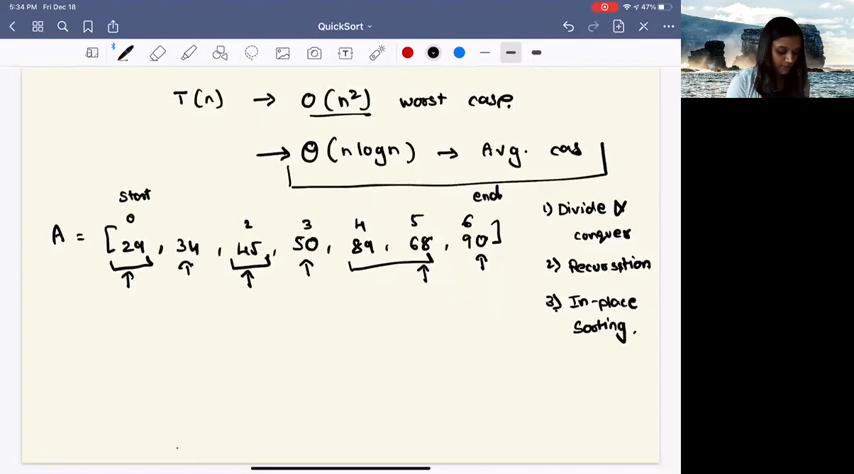 5:34 PM Fri Dec 18
47%
QuickSort
T(n) → O(n²) worst case.
→ Θ(nlogn) → Avg. cas
start
end
0 2 3 4 5 6
A = [29, 34, 45, 50, 89, 68, 90]
1) Divide &
conquer
2) Recurssion
3) In-place
Sorting.